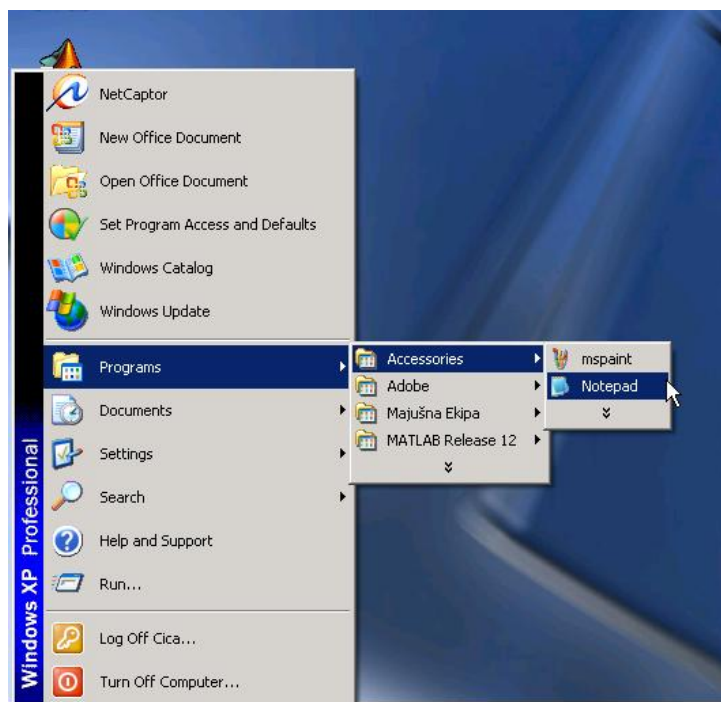 NetCaptor
New Office Document
Open Office Document
Set Program Access and Defaults
Windows Catalog
Windows Update
Programs
Documents
Settings
Search
Help and Support
Run...
Log Off Cica...
Turn Off Computer...
Windows XP Professional
Accessories
Adobe
Majušna Ekipa
MATLAB Release 12
mspaint
Notepad